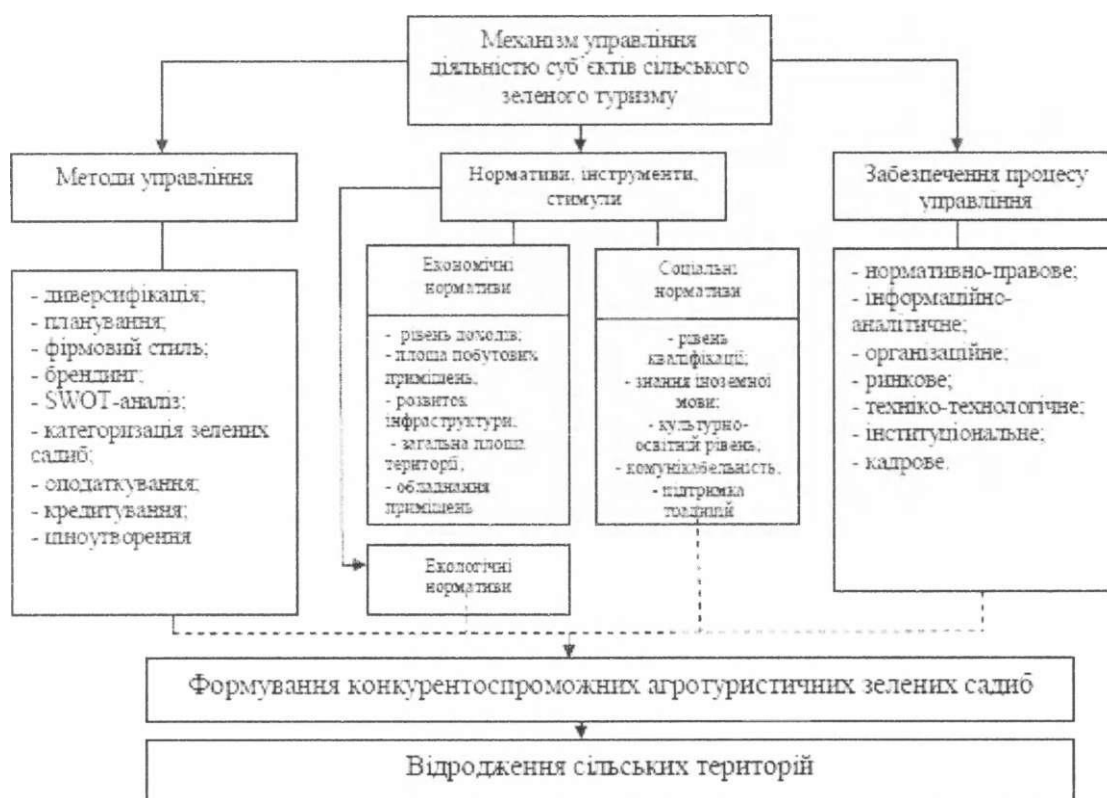 Механізм управління
діяльністю суб´єктів сільського
зеленого туризму
Методи управління
Нормативи, інструменти,
стимули
Забезпечення процесу
управління
- диверсифікація;
- планування;
- фірмовий стиль;
- брендинг;
- SWOT-аналіз;
- категоризація зелених
садиб;
- оподаткування;
- кредитування;
- ціноутворення
Економічні
нормативи
- рівень доходів;
- площа побутових
приміщень;
- розвиток
інфраструктури;
- загальна площа
території;
- обладнання
приміщень
Соціальні
нормативи
- рівень
кваліфікації;
- знання іноземної
мови;
- культурно-
освітній рівень;
- комунікабельність;
- підтримка
традицій
- нормативно-правове;
- інформаційно-
аналітичне;
- організаційне;
- ринкове;
- техніко-технологічне;
- інституціональне;
- кадрове.
Екологічні
нормативи
Формування конкурентоспроможних агротуристичних зелених садиб
Відродження сільських територій